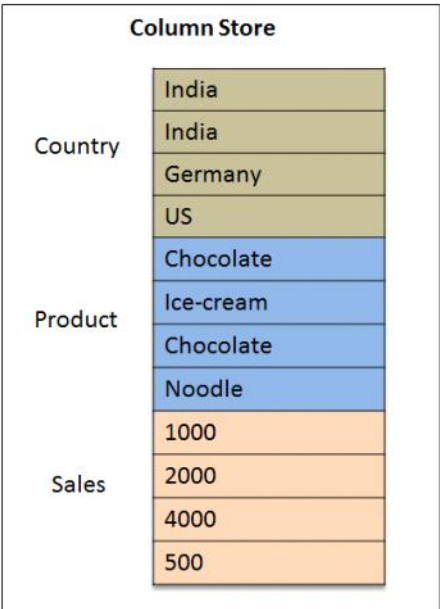 Column Store
India
India
Country
Germany
US
Chocolate
Ice-cream
Product
Chocolate
Noodle
1000
2000
Sales
4000
500